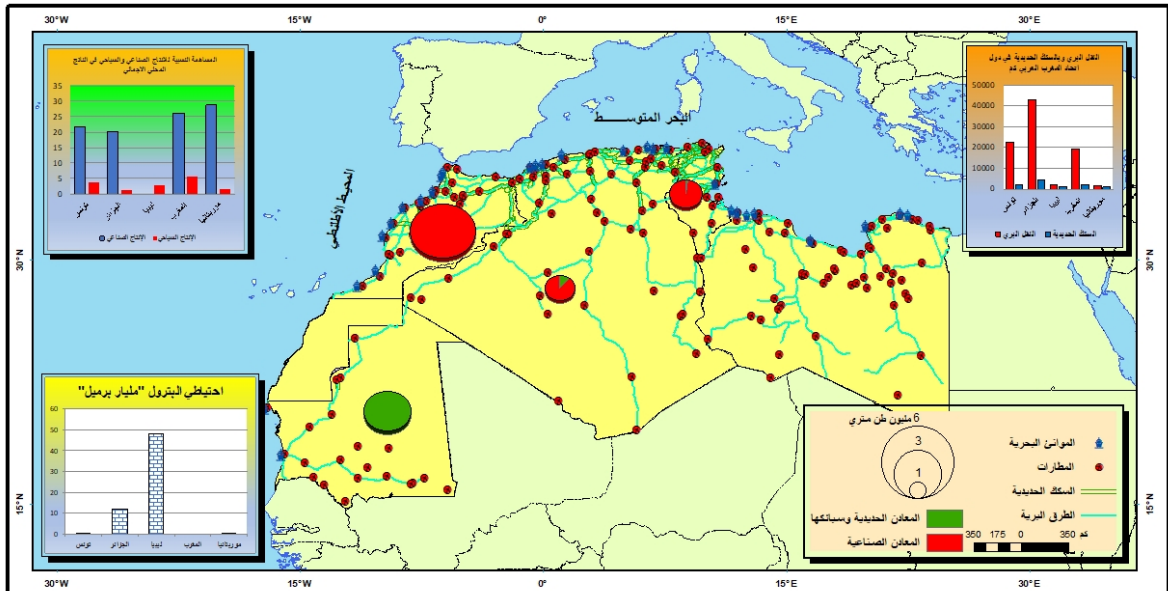 30°W 15°W 0° 15°E 30°E
المساهمة النسبية للانتاج الصناعي والسياحي في الناتج
المحلي الاجمالي
35
30
25
20
15
10
5
0
تونس الجزائر ليبيا المغرب موريتانيا
الإنتاج الصناعي الإنتاج السياحي
النقل البري والسكك الحديدية في دول
اتحاد المغرب العربي كم
50000
40000
30000
20000
10000
0
تونس الجزائر ليبيا المغرب موريتانيا
النقل البري السكك الحديدية
البحر المتوســــــط
المحيط الأطلنطي
30°N 30°N
احتياطي البترول "مليار برميل"
60
50
40
30
20
10
0
تونس الجزائر ليبيا المغرب موريتانيا
6 مليون طن متري
3
1
الموانئ البحرية
المطارات
السكك الحديدية
الطرق البرية
المعادن الحديدية وسبائكها
المعادن الصناعية
350 175 0 350 كم
15°N 15°N
30°W 15°W 0° 15°E 30°E